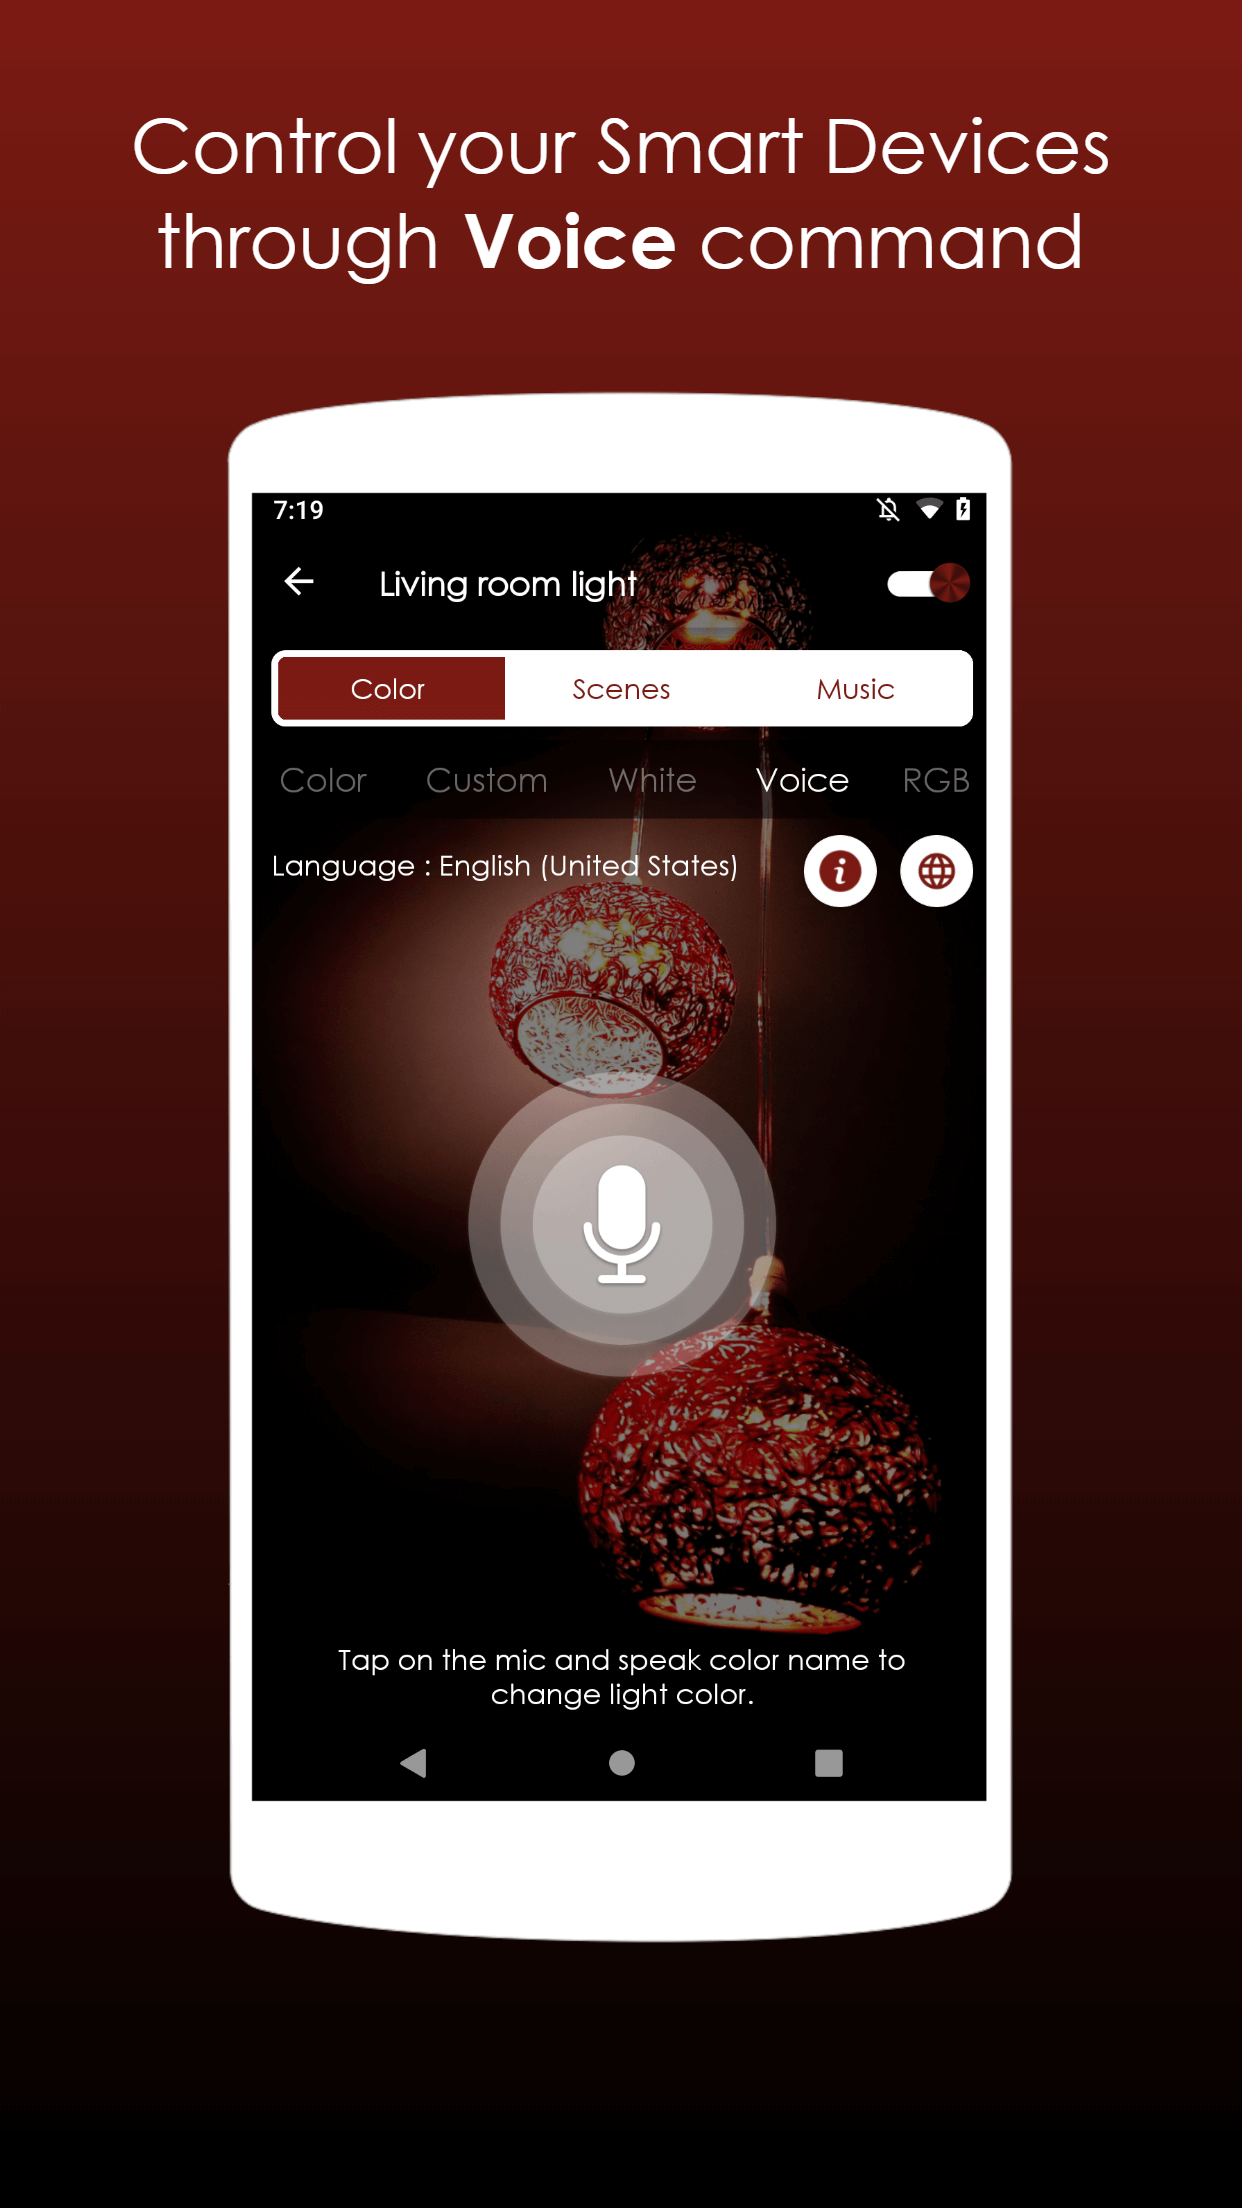 Control your Smart Devices
through Voice command
7:19
Living room light
Color Scenes Music
Color Custom White Voice RGB
Language : English (United States)
i
Tap on the mic and speak color name to
change light color.